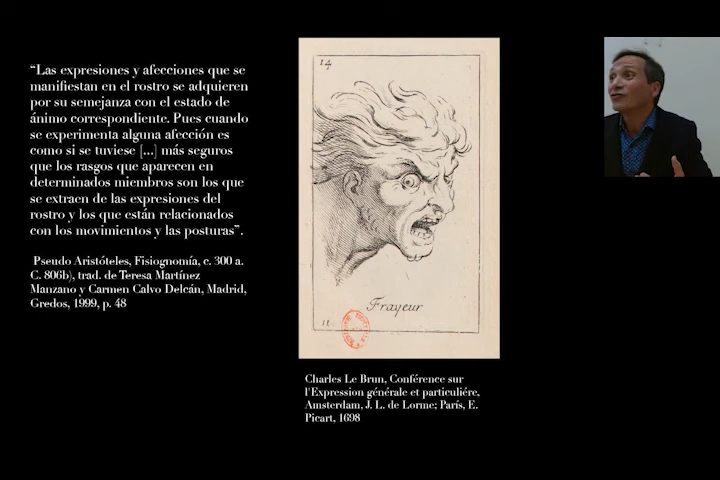 “Las expresiones y afecciones que se
manifiestan en el rostro se adquieren
por su semejanza con el estado de
ánimo correspondiente. Pues cuando
se experimenta alguna afección es
como si se tuviese [...] más seguros
que los rasgos que aparecen en
determinados miembros son los que
se extraen de las expresiones del
rostro y los que están relacionados
con los movimientos y las posturas”.
Pseudo Aristóteles, Fisiognomía, c. 300 a.
C. 806b), trad. de Teresa Martínez
Manzano y Carmen Calvo Delcán, Madrid,
Gredos, 1999, p. 48
14
Frayeur
11
Charles Le Brun, Conférence sur
l'Expression générale et particuliére,
Amsterdam, J. L. de Lorme; París, E.
Picart, 1698